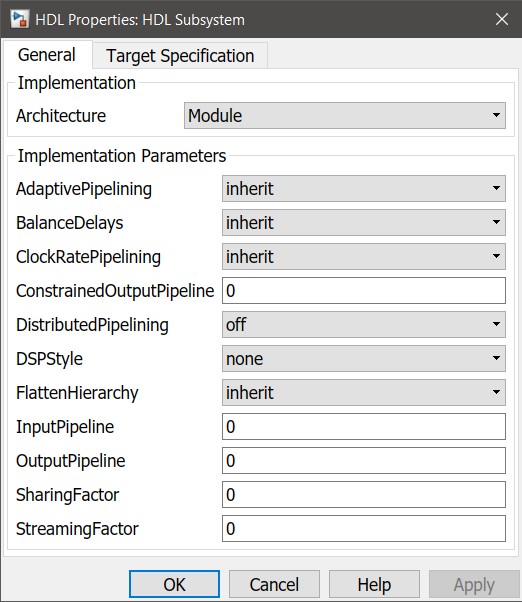 HDL Properties: HDL Subsystem
General Target Specification
Implementation
Architecture Module
Implementation Parameters
AdaptivePipelining inherit
BalanceDelays inherit
ClockRatePipelining inherit
ConstrainedOutputPipeline 0
DistributedPipelining off
DSPStyle none
FlattenHierarchy inherit
InputPipeline 0
OutputPipeline 0
SharingFactor 0
StreamingFactor 0
OK Cancel Help Apply